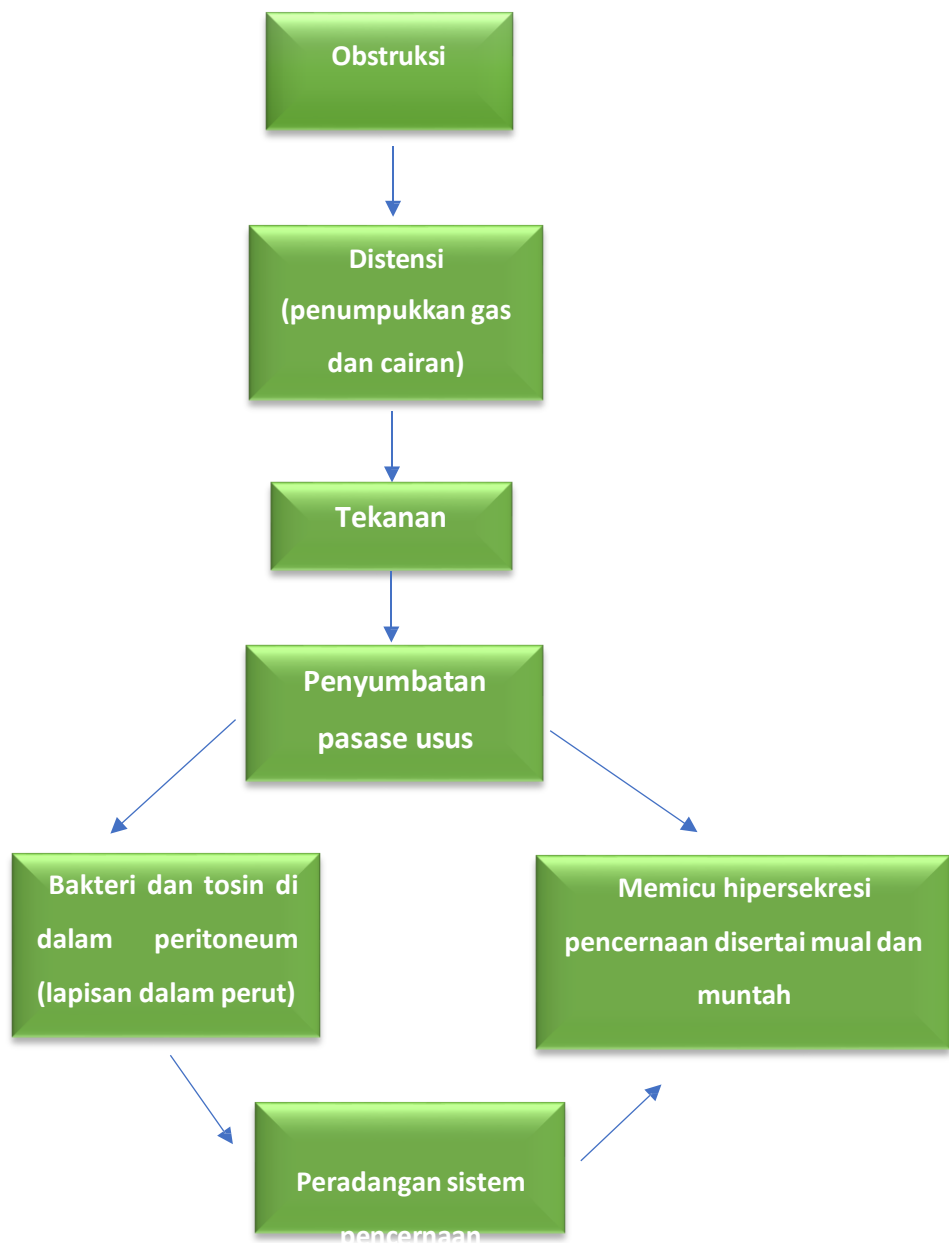 Obstruksi
Distensi
(penumpukkan gas
dan cairan)
Tekanan
Penyumbatan
pasase usus
Bakteri dan tosin di
dalam peritoneum
(lapisan dalam perut)
Memicu hipersekresi
pencernaan disertai mual dan
muntah
Peradangan sistem
pencernaan